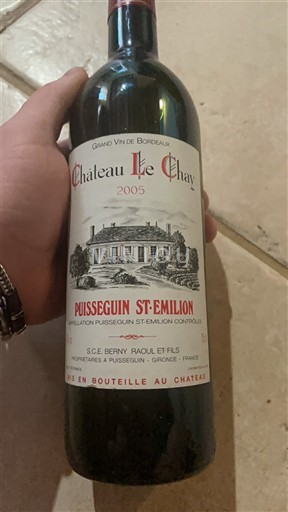 GRAND VIN DE BORDEAUX
Château Le Chay
2005
PUISSEGUIN ST-EMILION
APPELLATION PUISSEGUIN ST-EMILION CONTRÔLÉE
S.C.E. BERNY RAOUL ET FILS
PROPRIÉTAIRES A PUISSEGUIN - GIRONDE - FRANCE
MIS EN BOUTEILLE AU CHATEAU